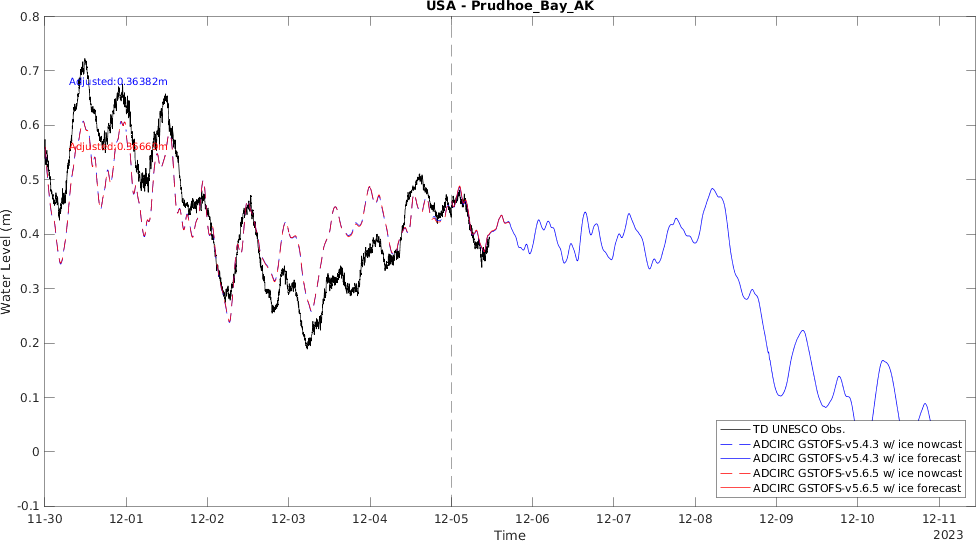 USA - Prudhoe_Bay_AK
0.8
0.7
0.6
0.5
0.4
0.3
0.2
0.1
0
-0.1
Water Level (m)
Adjusted:0.36382m
11-30 12-01 12-02 12-03 12-04 12-05 12-06 12-07 12-08 12-09 12-10 12-11
Time
2023
TD UNESCO Obs.
ADCIRC GSTOFS-v5.4.3 w/ ice nowcast
ADCIRC GSTOFS-v5.4.3 w/ ice forecast
ADCIRC GSTOFS-v5.6.5 w/ ice nowcast
ADCIRC GSTOFS-v5.6.5 w/ ice forecast